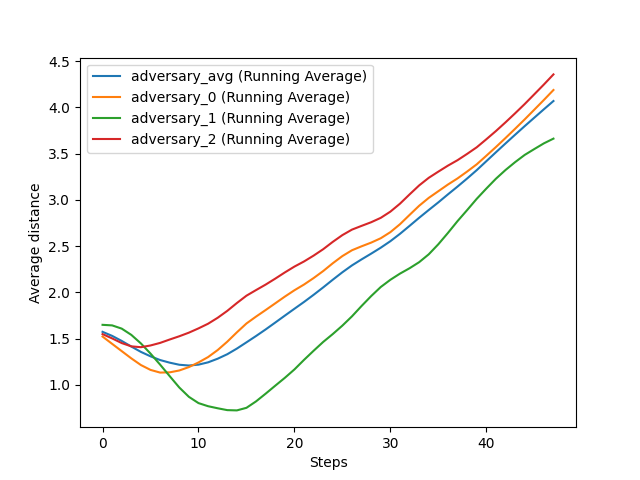 adversary_avg (Running Average)
adversary_0 (Running Average)
adversary_1 (Running Average)
adversary_2 (Running Average)
4.5
4.0
3.5
3.0
2.5
2.0
1.5
1.0
Average distance
0 10 20 30 40
Steps